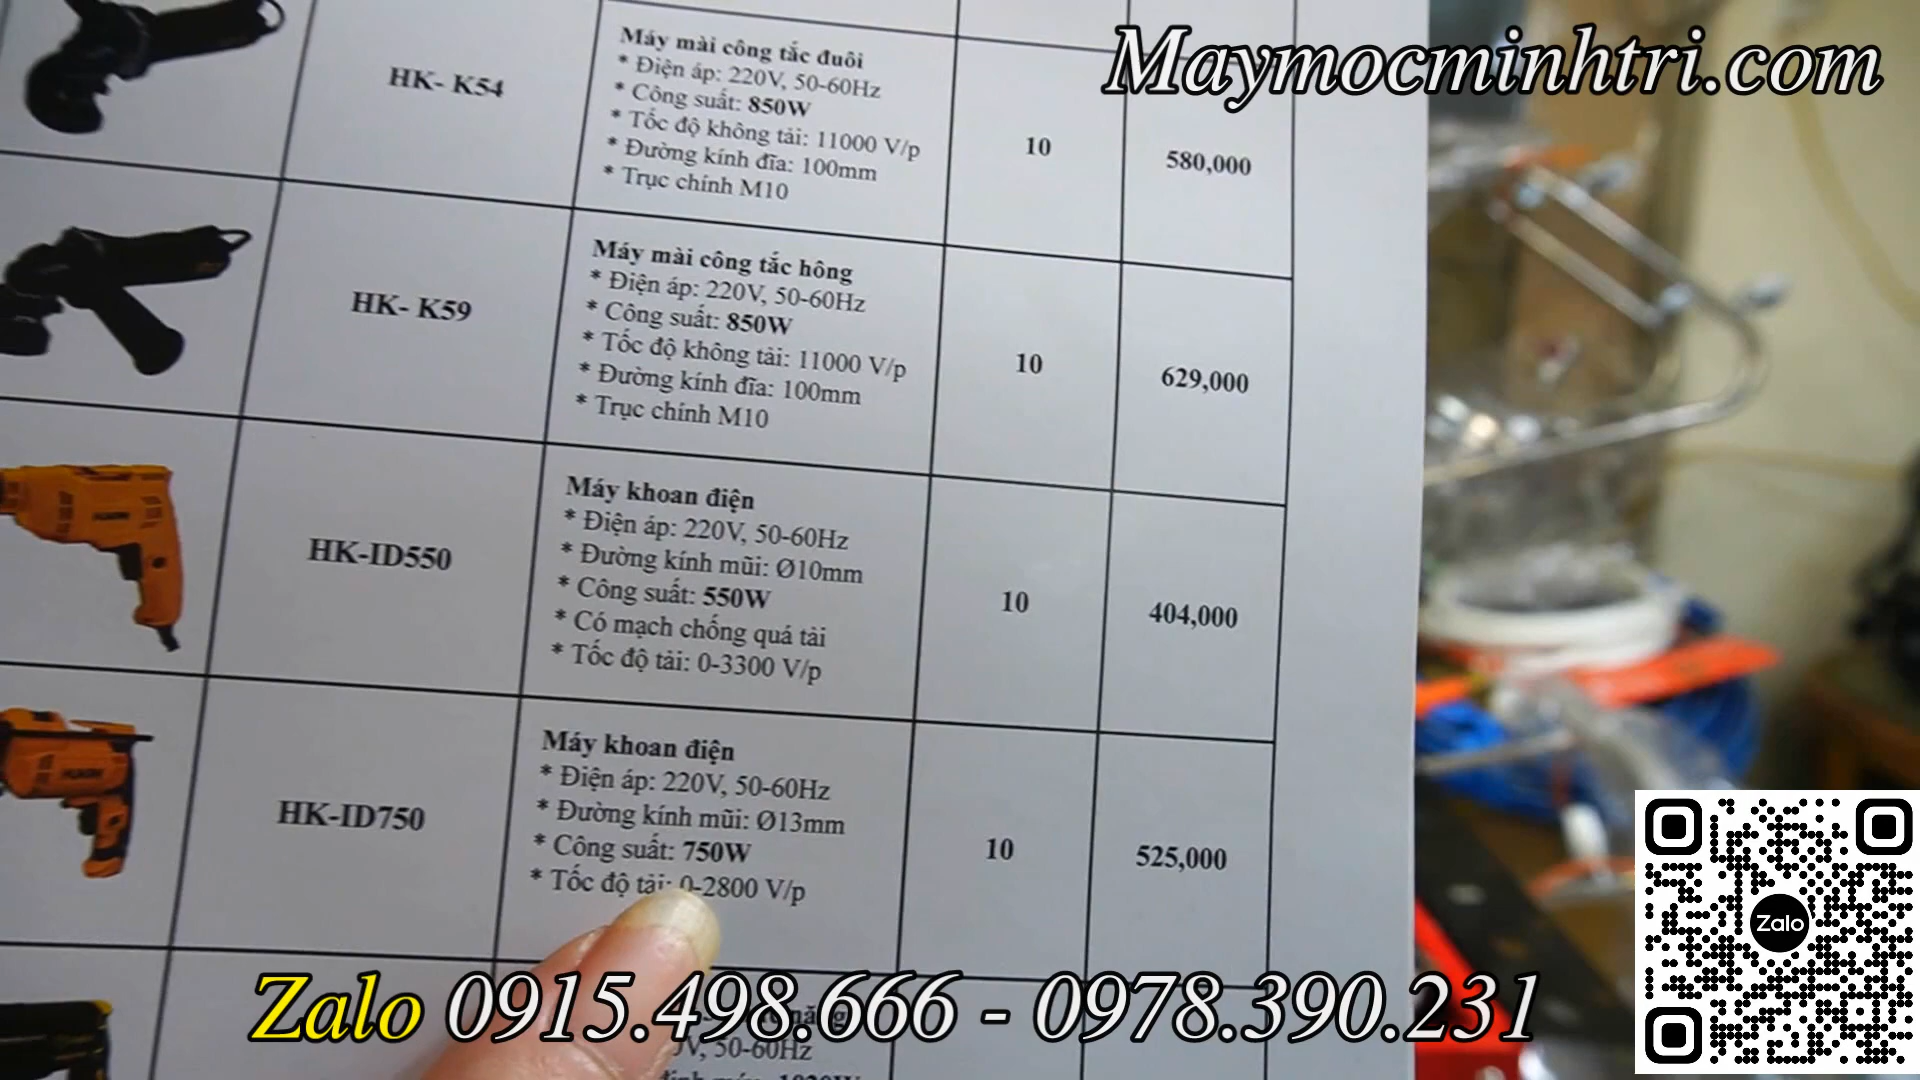 Maymocminhtri.com
HK- K54
Máy mài công tắc đuôi
* Điện áp: 220V, 50-60Hz
* Công suất: 850W
* Tốc độ không tải: 11000 V/p
* Đường kính đĩa: 100mm
* Trục chính M10
10
580,000
HK- K59
Máy mài công tắc hông
* Điện áp: 220V, 50-60Hz
* Công suất: 850W
* Tốc độ không tải: 11000 V/p
* Đường kính đĩa: 100mm
* Trục chính M10
10
629,000
HK-ID550
Máy khoan điện
* Điện áp: 220V, 50-60Hz
* Đường kính mũi: Ø10mm
* Công suất: 550W
* Có mạch chống quá tải
* Tốc độ tải: 0-3300 V/p
10
404,000
HK-ID750
Máy khoan điện
* Điện áp: 220V, 50-60Hz
* Đường kính mũi: Ø13mm
* Công suất: 750W
* Tốc độ tải: 0-2800 V/p
10
525,000
Zalo 0915.498.666 - 0978.390.231
50-60Hz
Zalo